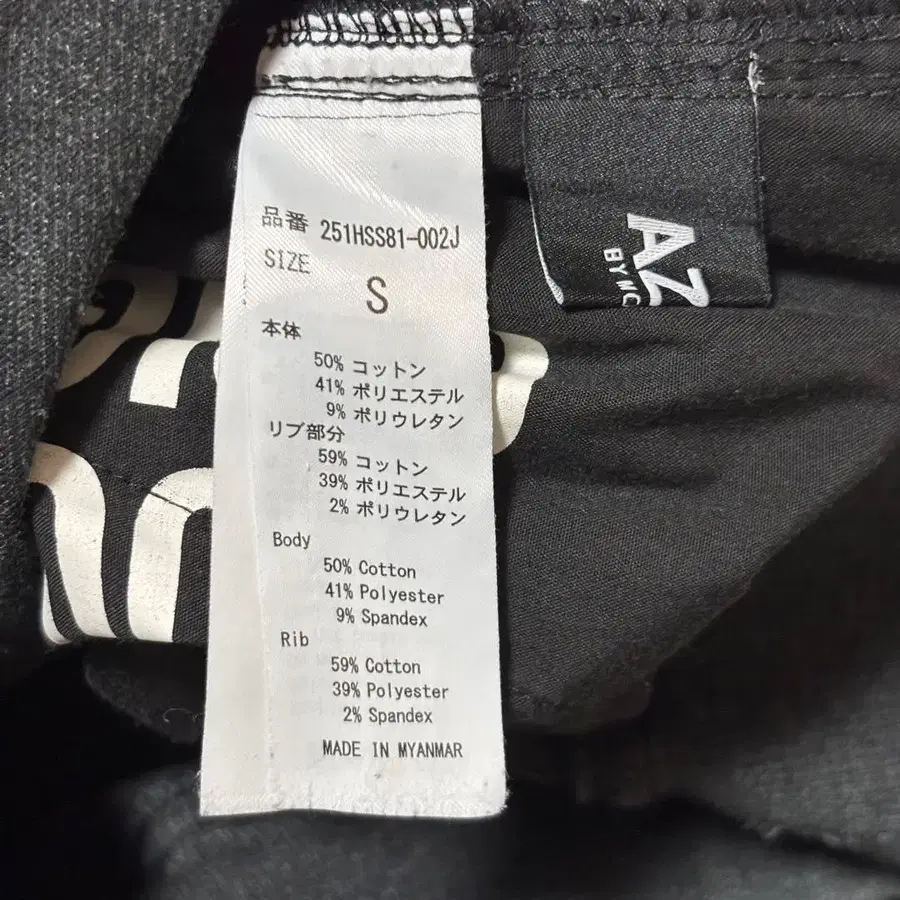 品番 251HSS81-002J
SIZE
S
本体
50% コットン
41% ポリエステル
9% ポリウレタン
リブ部分
59% コットン
39% ポリエステル
2% ポリウレタン
Body
50% Cotton
41% Polyester
9% Spandex
Rib
59% Cotton
39% Polyester
2% Spandex
MADE IN MYANMAR
AZ
BY